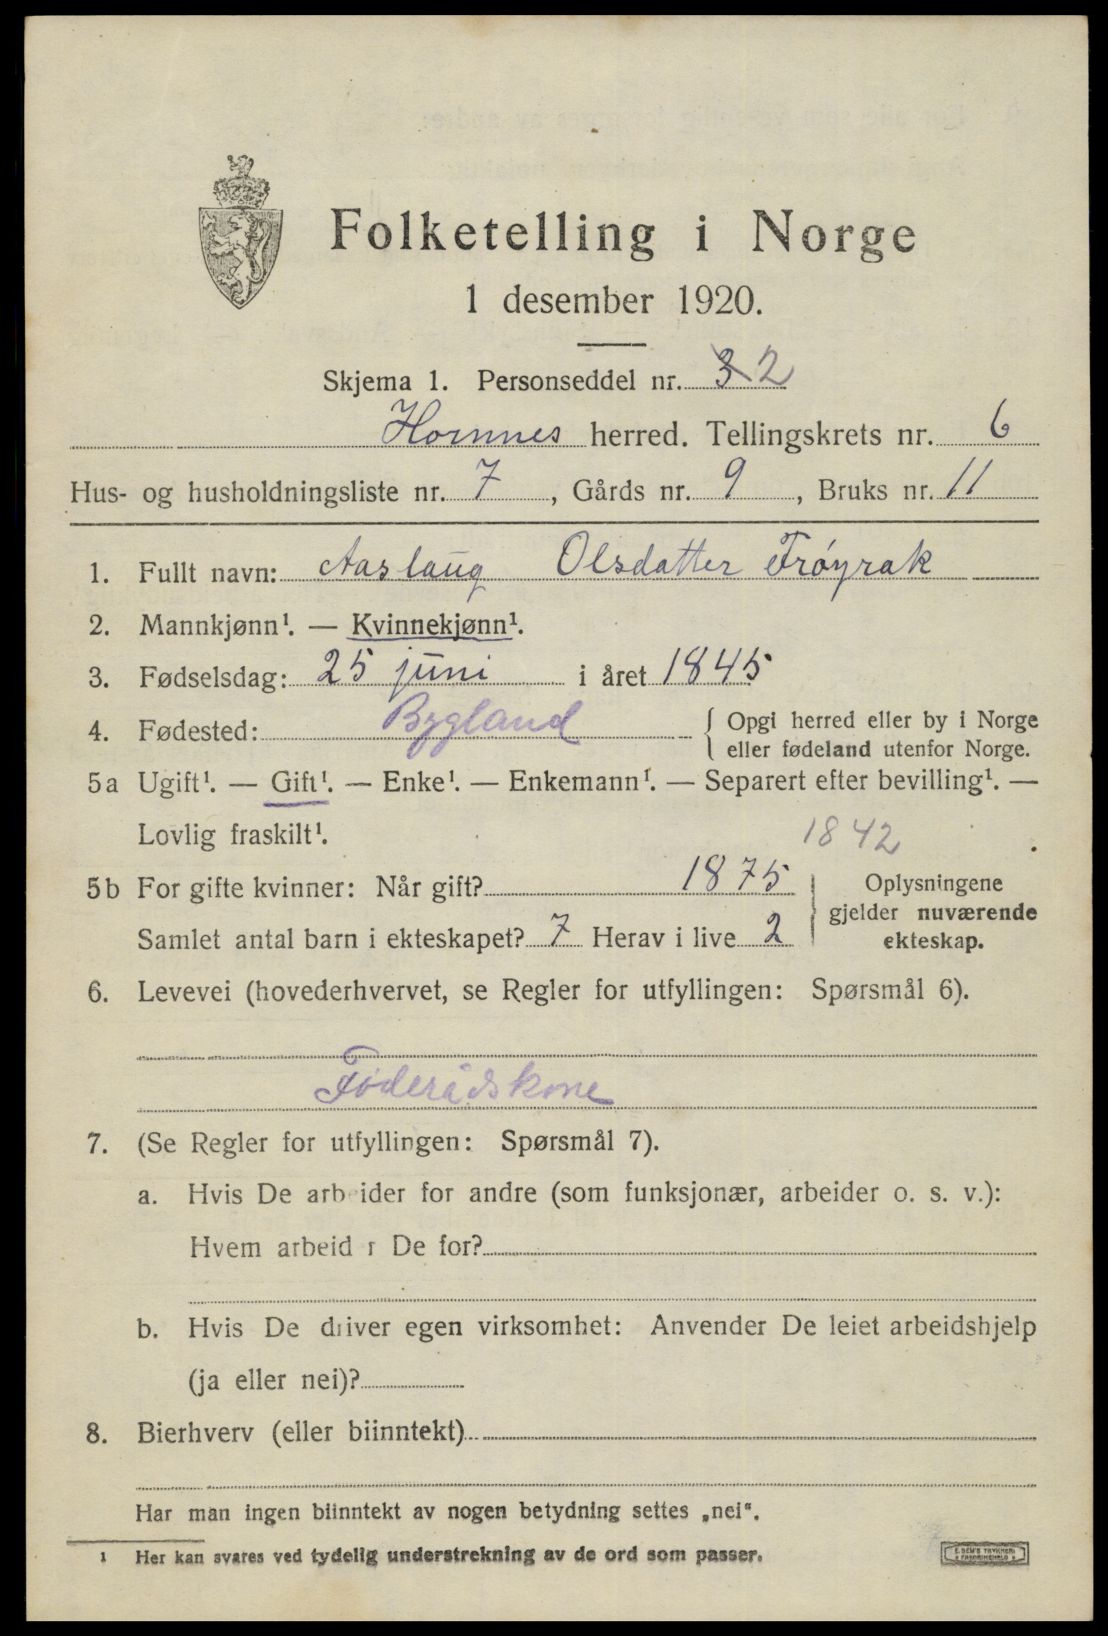 Folketelling i Norge
1 desember 1920.
Skjema 1. Personseddel nr. 3 2
Hornnes herred. Tellingskrets nr. 6
Hus- og husholdningsliste nr. 7, Gårds nr. 9, Bruks nr. 11
1. Fullt navn: Aaslaug Olsdatter Frøyrak
2. Mannkjønn¹. — Kvinnekjønn¹.
3. Fødselsdag: 25 juni i året 1845
4. Fødested: Bygland { Opgi herred eller by i Norge
eller fødeland utenfor Norge.
5a Ugift¹. — Gift¹. — Enke¹. — Enkemann¹. — Separert efter bevilling¹. —
Lovlig fraskilt¹. 1842
5b For gifte kvinner: Når gift? 1875 Oplysningene
gjelder nuværende
Samlet antal barn i ekteskapet? 7 Herav i live 2 ekteskap.
6. Levevei (hovederhvervet, se Regler for utfyllingen: Spørsmål 6).
Føderådskone
7. (Se Regler for utfyllingen: Spørsmål 7).
a. Hvis De arbeider for andre (som funksjonær, arbeider o. s. v.):
Hvem arbeid r De for?
b. Hvis De driver egen virksomhet: Anvender De leiet arbeidshjelp
(ja eller nei)?
8. Bierhverv (eller biinntekt)
Har man ingen biinntekt av nogen betydning settes „nei“.
¹ Her kan svares ved tydelig understrekning av de ord som passer.